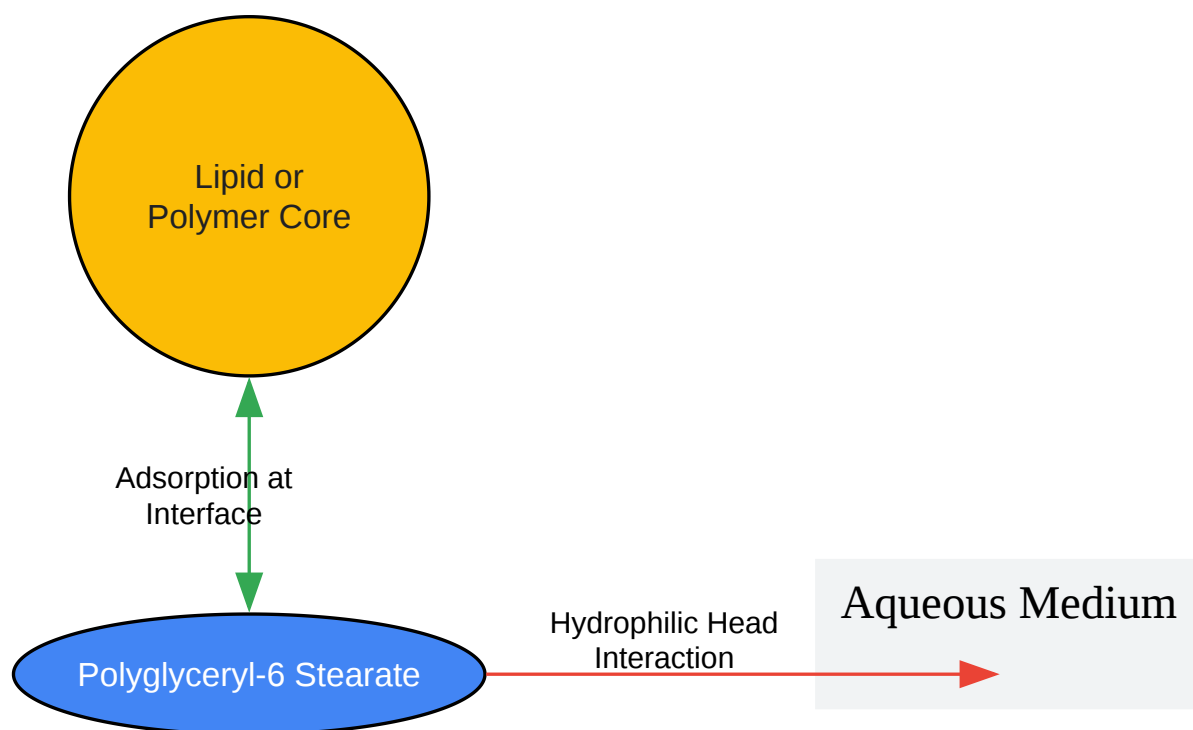 Lipid or
Polymer Core
Adsorption at
Interface
Polyglyceryl-6 Stearate
Hydrophilic Head
Interaction
Aqueous Medium